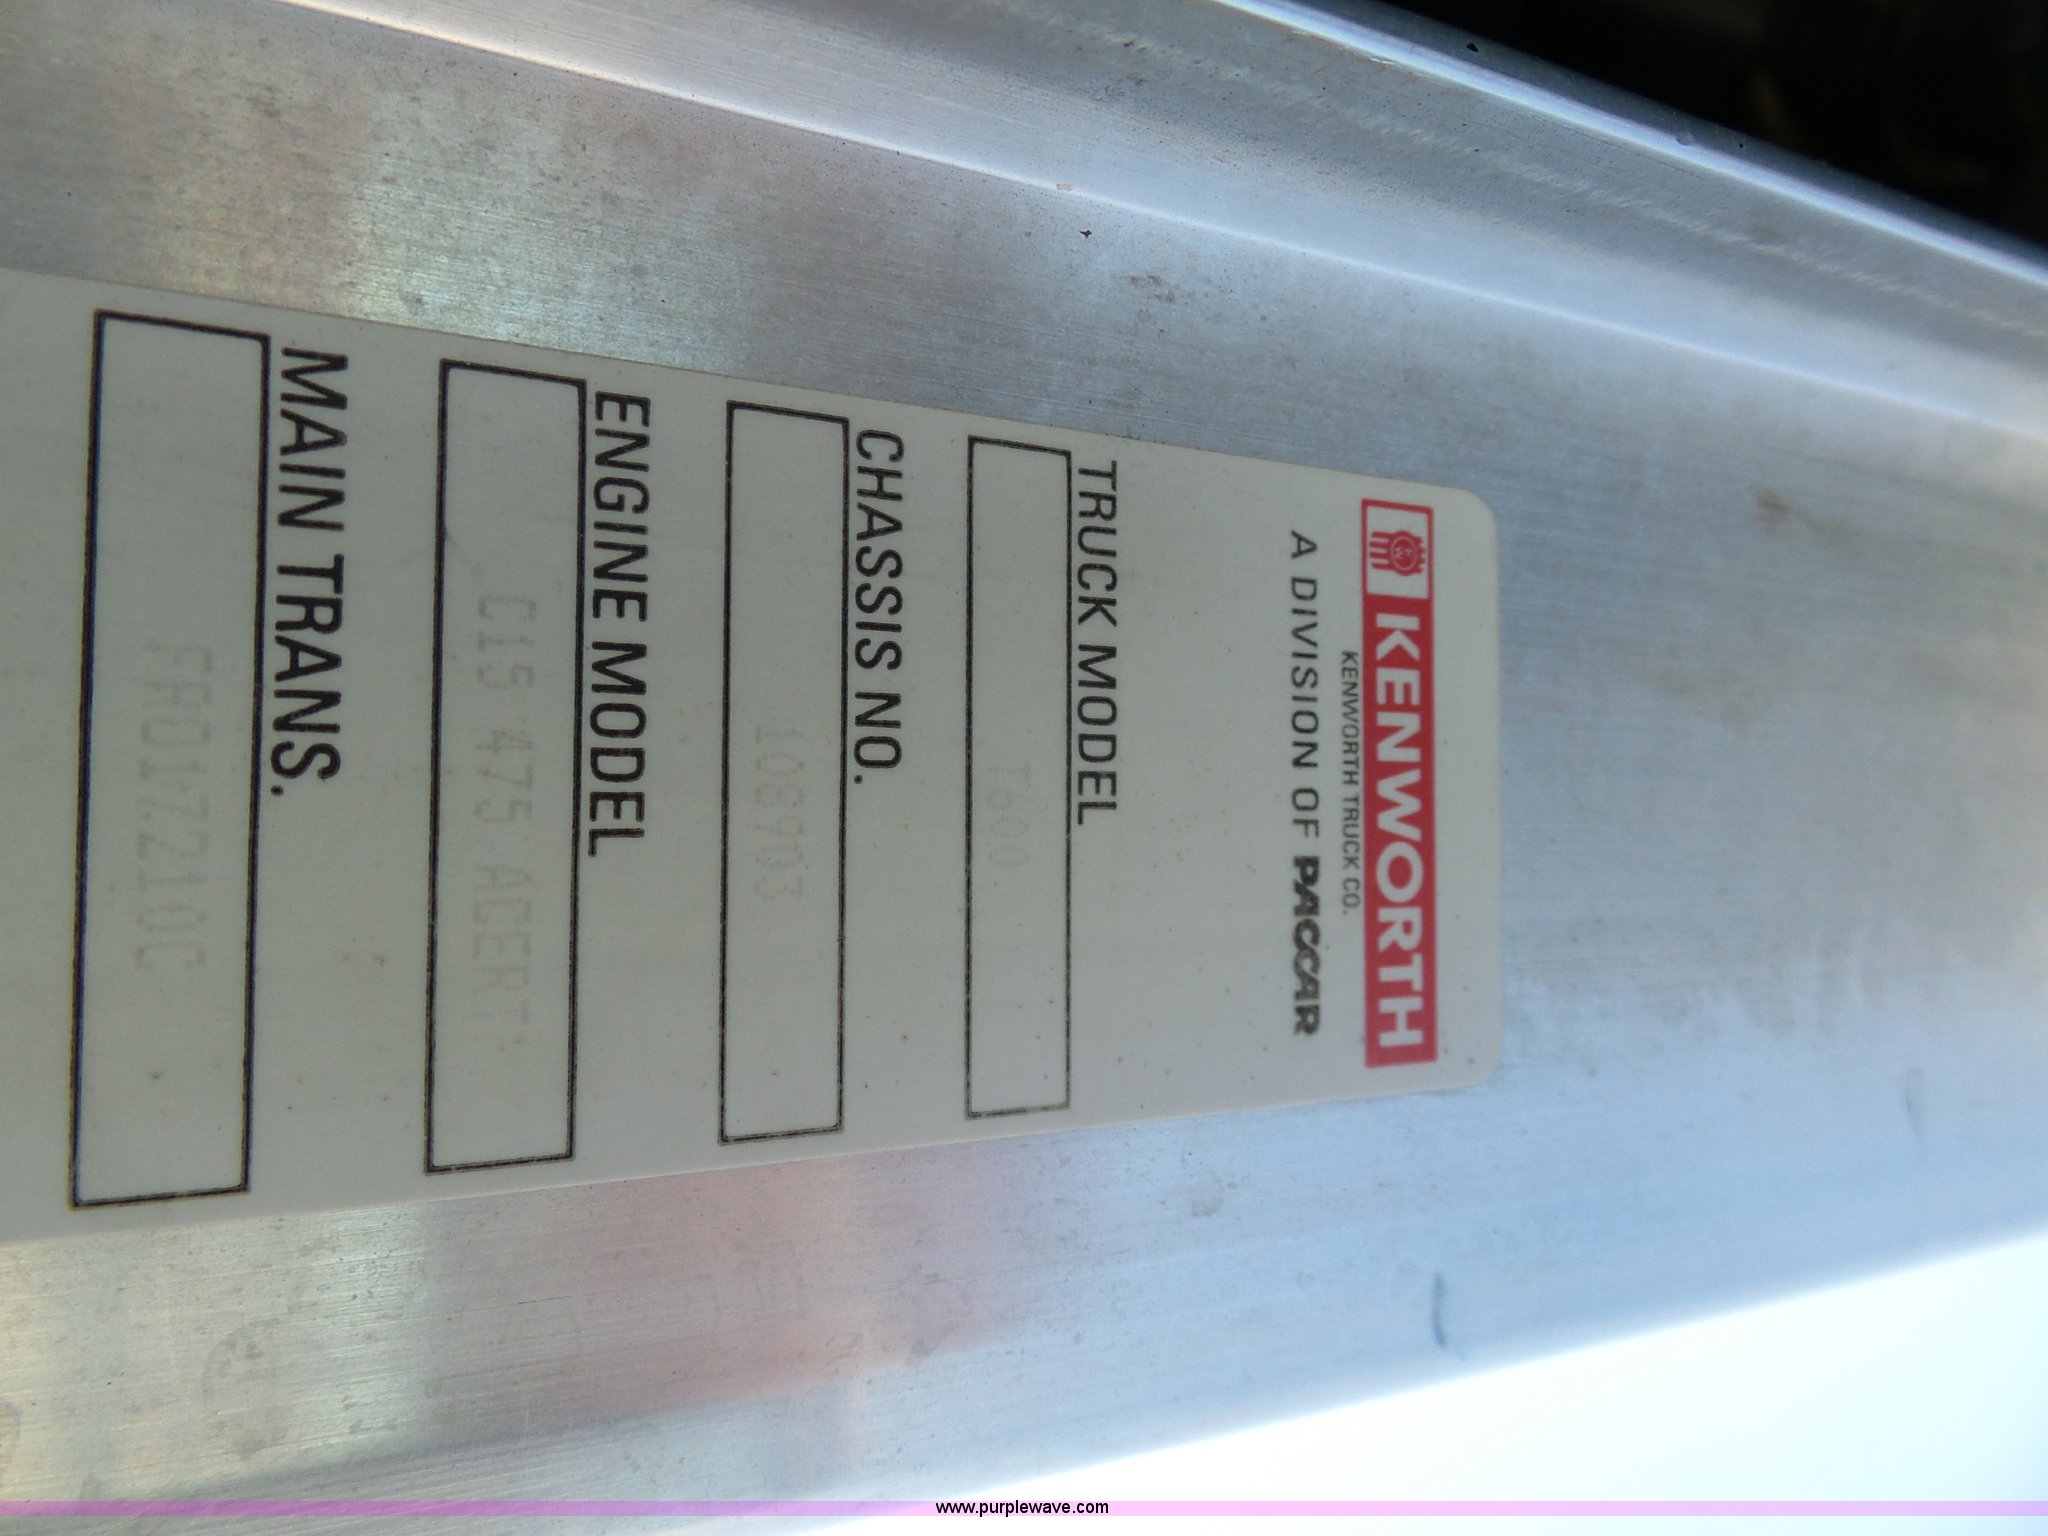 KENWORTH
KENWORTH TRUCK CO.
A DIVISION OF PACCAR
TRUCK MODEL
T600
CHASSIS NO.
108903
ENGINE MODEL
C15 475 ACERT
MAIN TRANS.
FRO17210C
www.purplewave.com